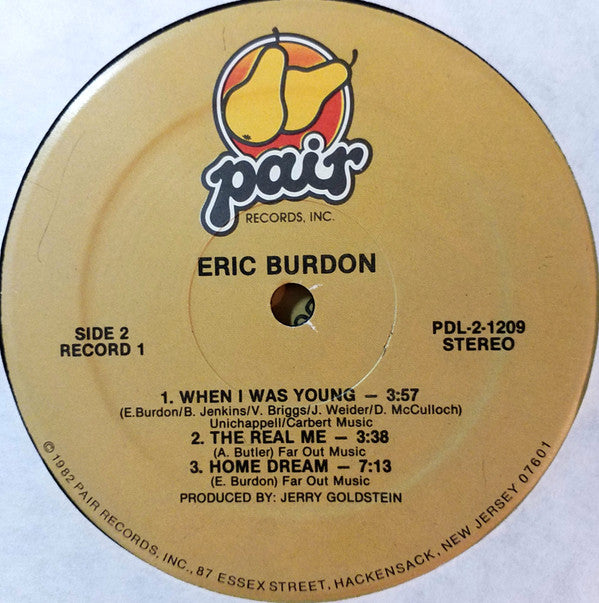 pair
RECORDS, INC.
ERIC BURDON
SIDE 2
RECORD 1
PDL-2-1209
STEREO
1. WHEN I WAS YOUNG — 3:57
(E.Burdon/B. Jenkins/V. Briggs/J. Weider/D. McCulloch)
Unichappell/Carbert Music
2. THE REAL ME — 3:38
(A. Butler) Far Out Music
3. HOME DREAM — 7:13
(E. Burdon) Far Out Music
PRODUCED BY: JERRY GOLDSTEIN
©1982 PAIR RECORDS, INC., 87 ESSEX STREET, HACKENSACK, NEW JERSEY 07601